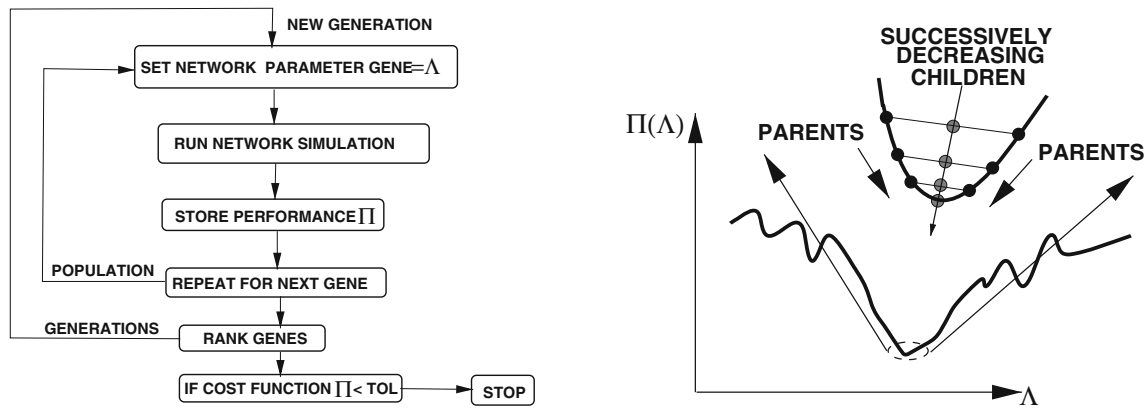 NEW GENERATION
SET NETWORK PARAMETER GENE=Λ
RUN NETWORK SIMULATION
STORE PERFORMANCE Π
POPULATION
REPEAT FOR NEXT GENE
GENERATIONS
RANK GENES
IF COST FUNCTION Π < TOL
STOP
SUCCESSIVELY
DECREASING
CHILDREN
Π(Λ)
PARENTS
PARENTS
Λ